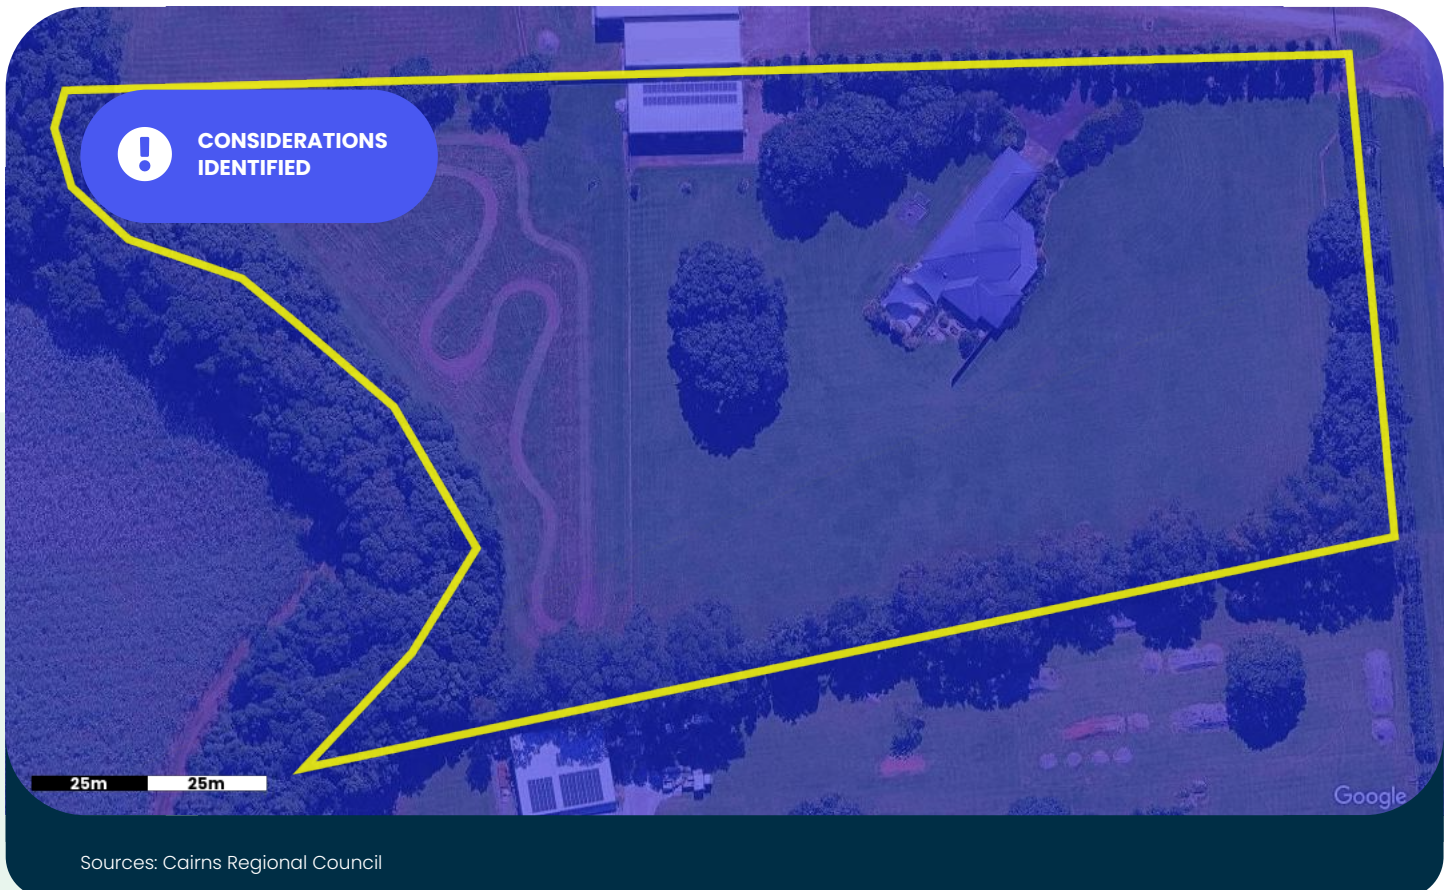 CONSIDERATIONS
IDENTIFIED
25m 25m
Google
Sources: Cairns Regional Council